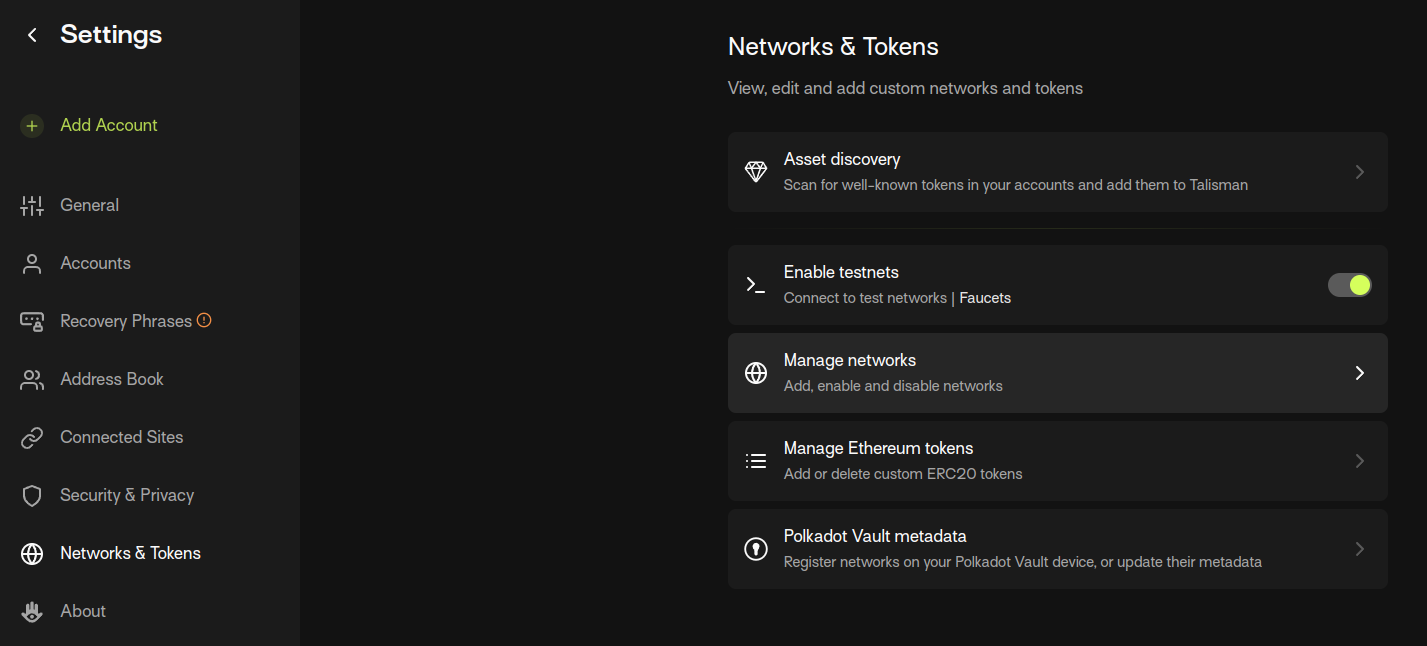 Settings
Add Account
General
Accounts
Recovery Phrases
Address Book
Connected Sites
Security & Privacy
Networks & Tokens
About
Networks & Tokens
View, edit and add custom networks and tokens
Asset discovery
Scan for well-known tokens in your accounts and add them to Talisman
Enable testnets
Connect to test networks | Faucets
Manage networks
Add, enable and disable networks
Manage Ethereum tokens
Add or delete custom ERC20 tokens
Polkadot Vault metadata
Register networks on your Polkadot Vault device, or update their metadata